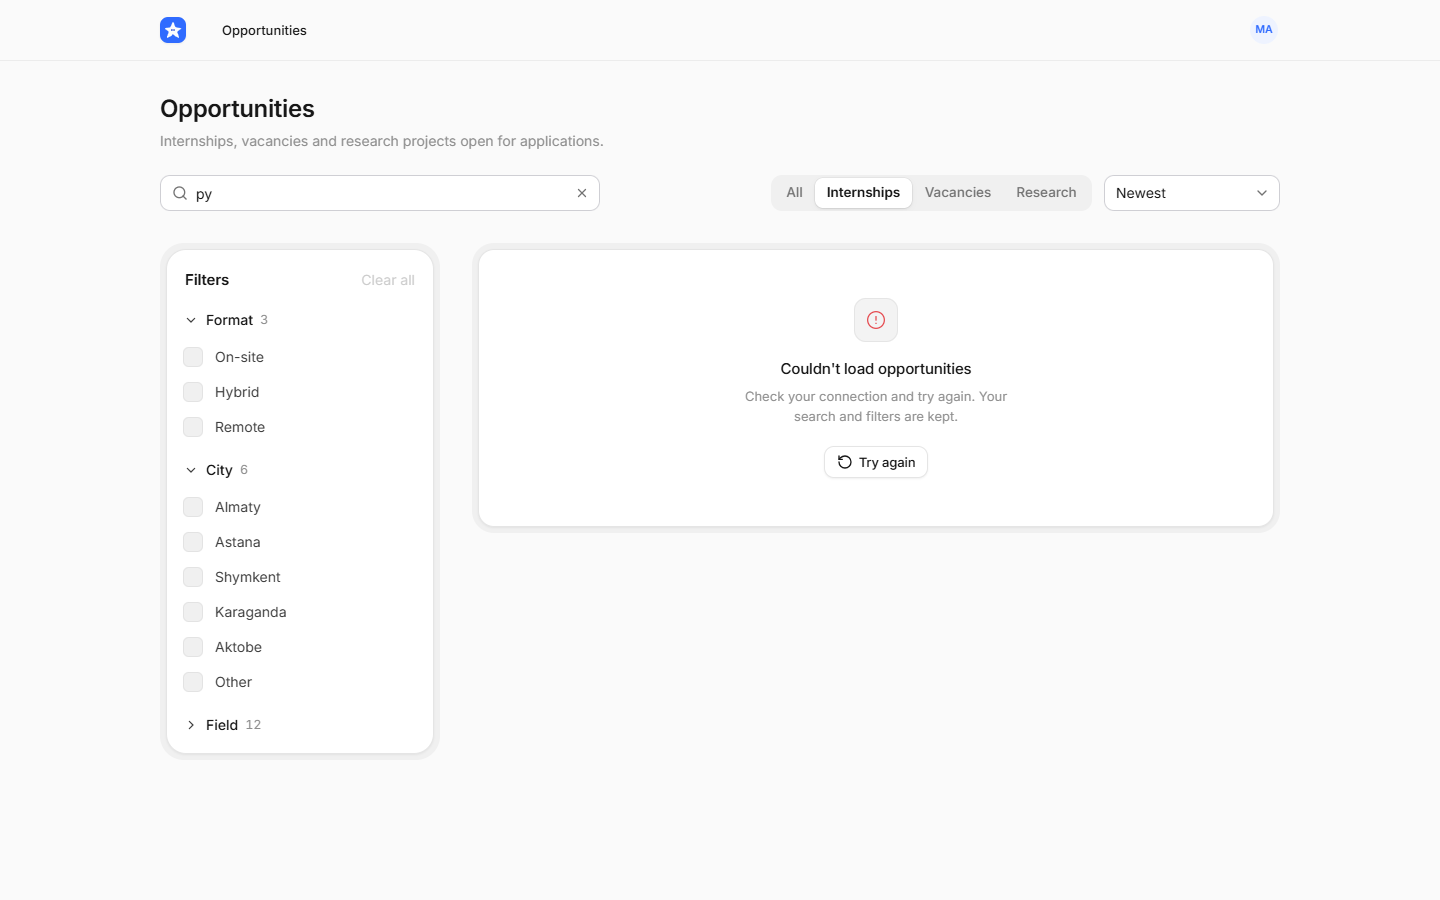 Opportunities
MA
Opportunities
Internships, vacancies and research projects open for applications.
py
All
Internships
Vacancies
Research
Newest
Filters
Clear all
Format 3
On-site
Hybrid
Remote
City 6
Almaty
Astana
Shymkent
Karaganda
Aktobe
Other
Field 12
Couldn't load opportunities
Check your connection and try again. Your
search and filters are kept.
Try again